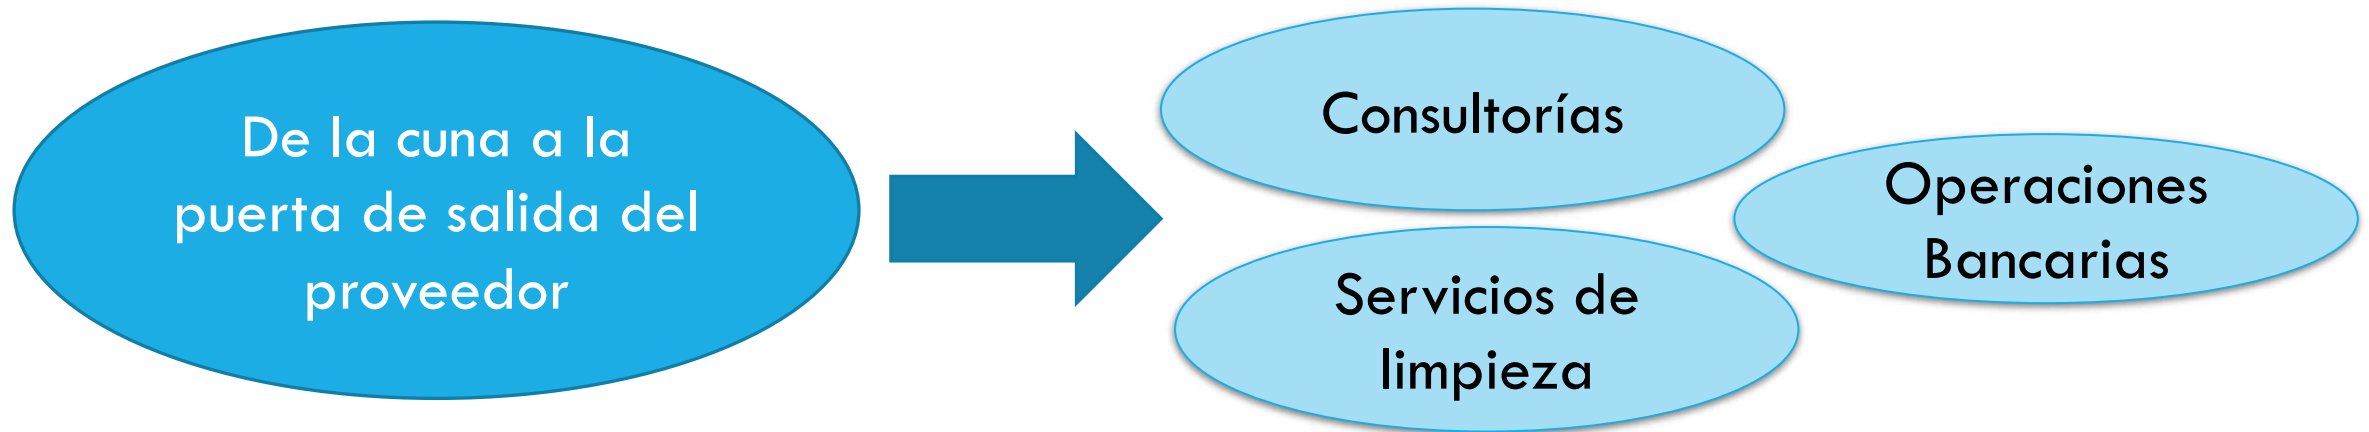 De la cuna a la
puerta de salida del
proveedor
Consultorías
Operaciones
Bancarias
Servicios de
limpieza